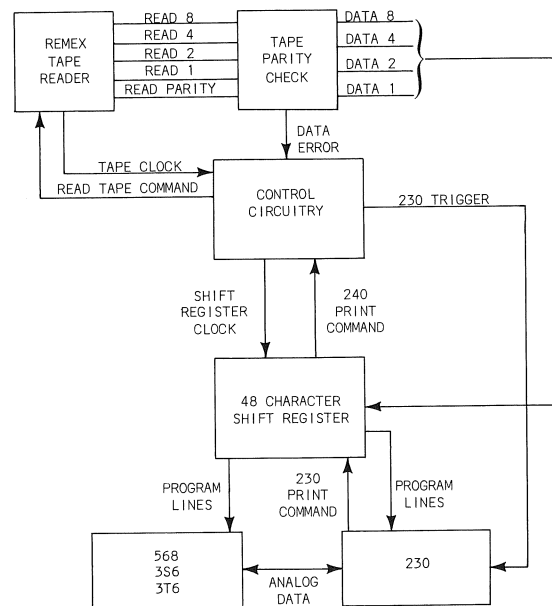 REMEX
TAPE
READER
READ 8
READ 4
READ 2
READ 1
READ PARITY
TAPE
PARITY
CHECK
DATA 8
DATA 4
DATA 2
DATA 1
DATA
ERROR
TAPE CLOCK
READ TAPE COMMAND
CONTROL
CIRCUITRY
230 TRIGGER
SHIFT
REGISTER
CLOCK
240
PRINT
COMMAND
48 CHARACTER
SHIFT REGISTER
PROGRAM
LINES
230
PRINT
COMMAND
PROGRAM
LINES
568
3S6
3T6
ANALOG
DATA
230